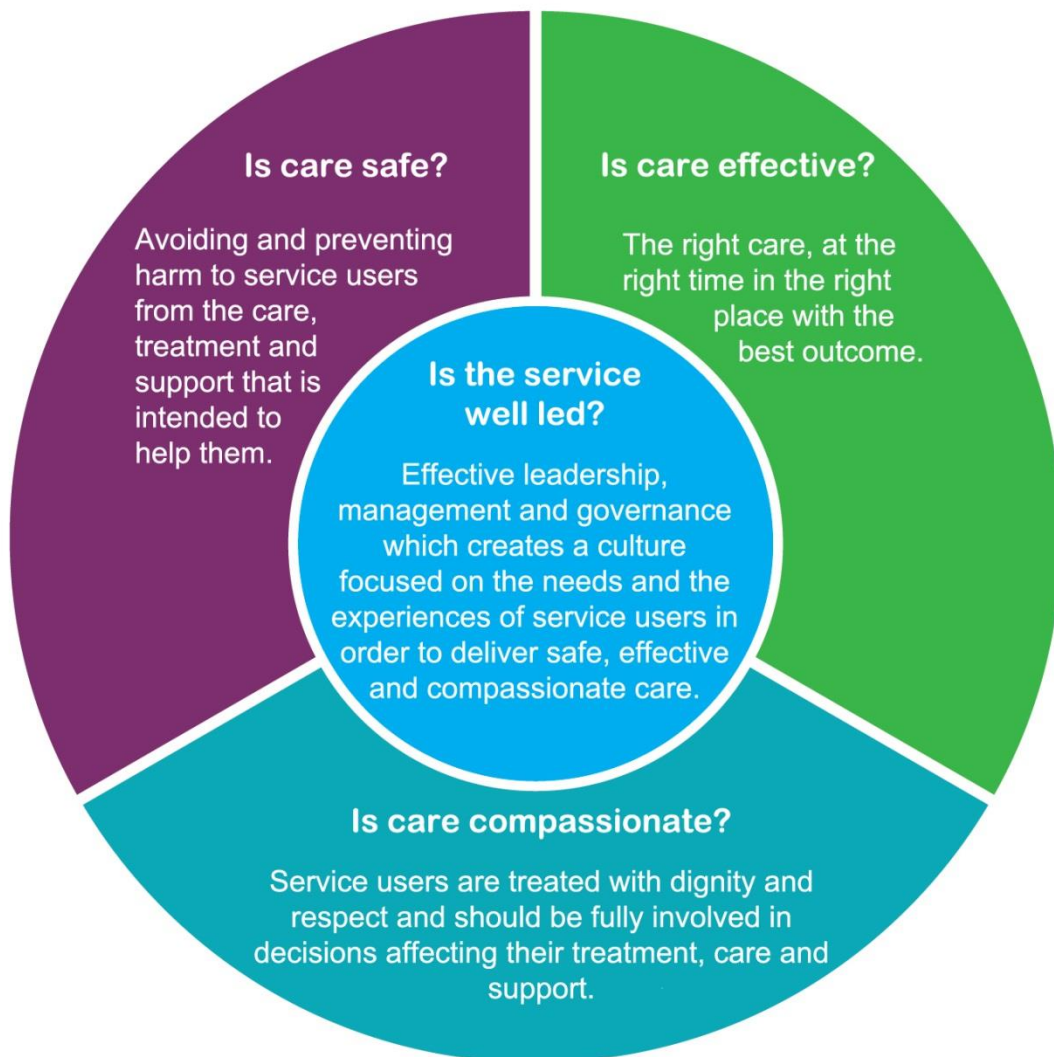 Is care safe?
Avoiding and preventing
harm to service users
from the care,
treatment and
support that is
intended to
help them.
Is care effective?
The right care, at the
right time in the right
place with the
best outcome.
Is the service
well led?
Effective leadership,
management and governance
which creates a culture
focused on the needs and the
experiences of service users in
order to deliver safe, effective
and compassionate care.
Is care compassionate?
Service users are treated with dignity and
respect and should be fully involved in
decisions affecting their treatment, care and
support.